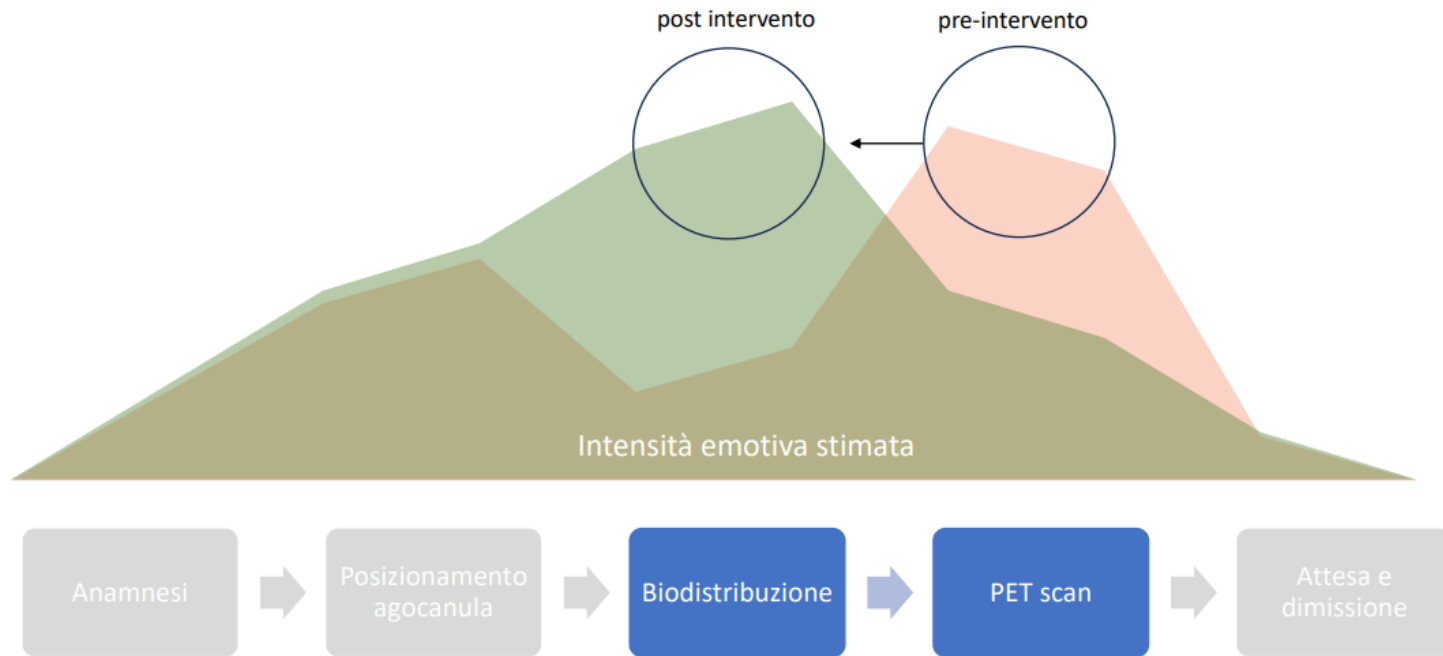 post intervento
pre-intervento
Intensità emotiva stimata
Anamnesi
Posizionamento
agocanula
Biodistribuzione
PET scan
Attesa e
dimissione